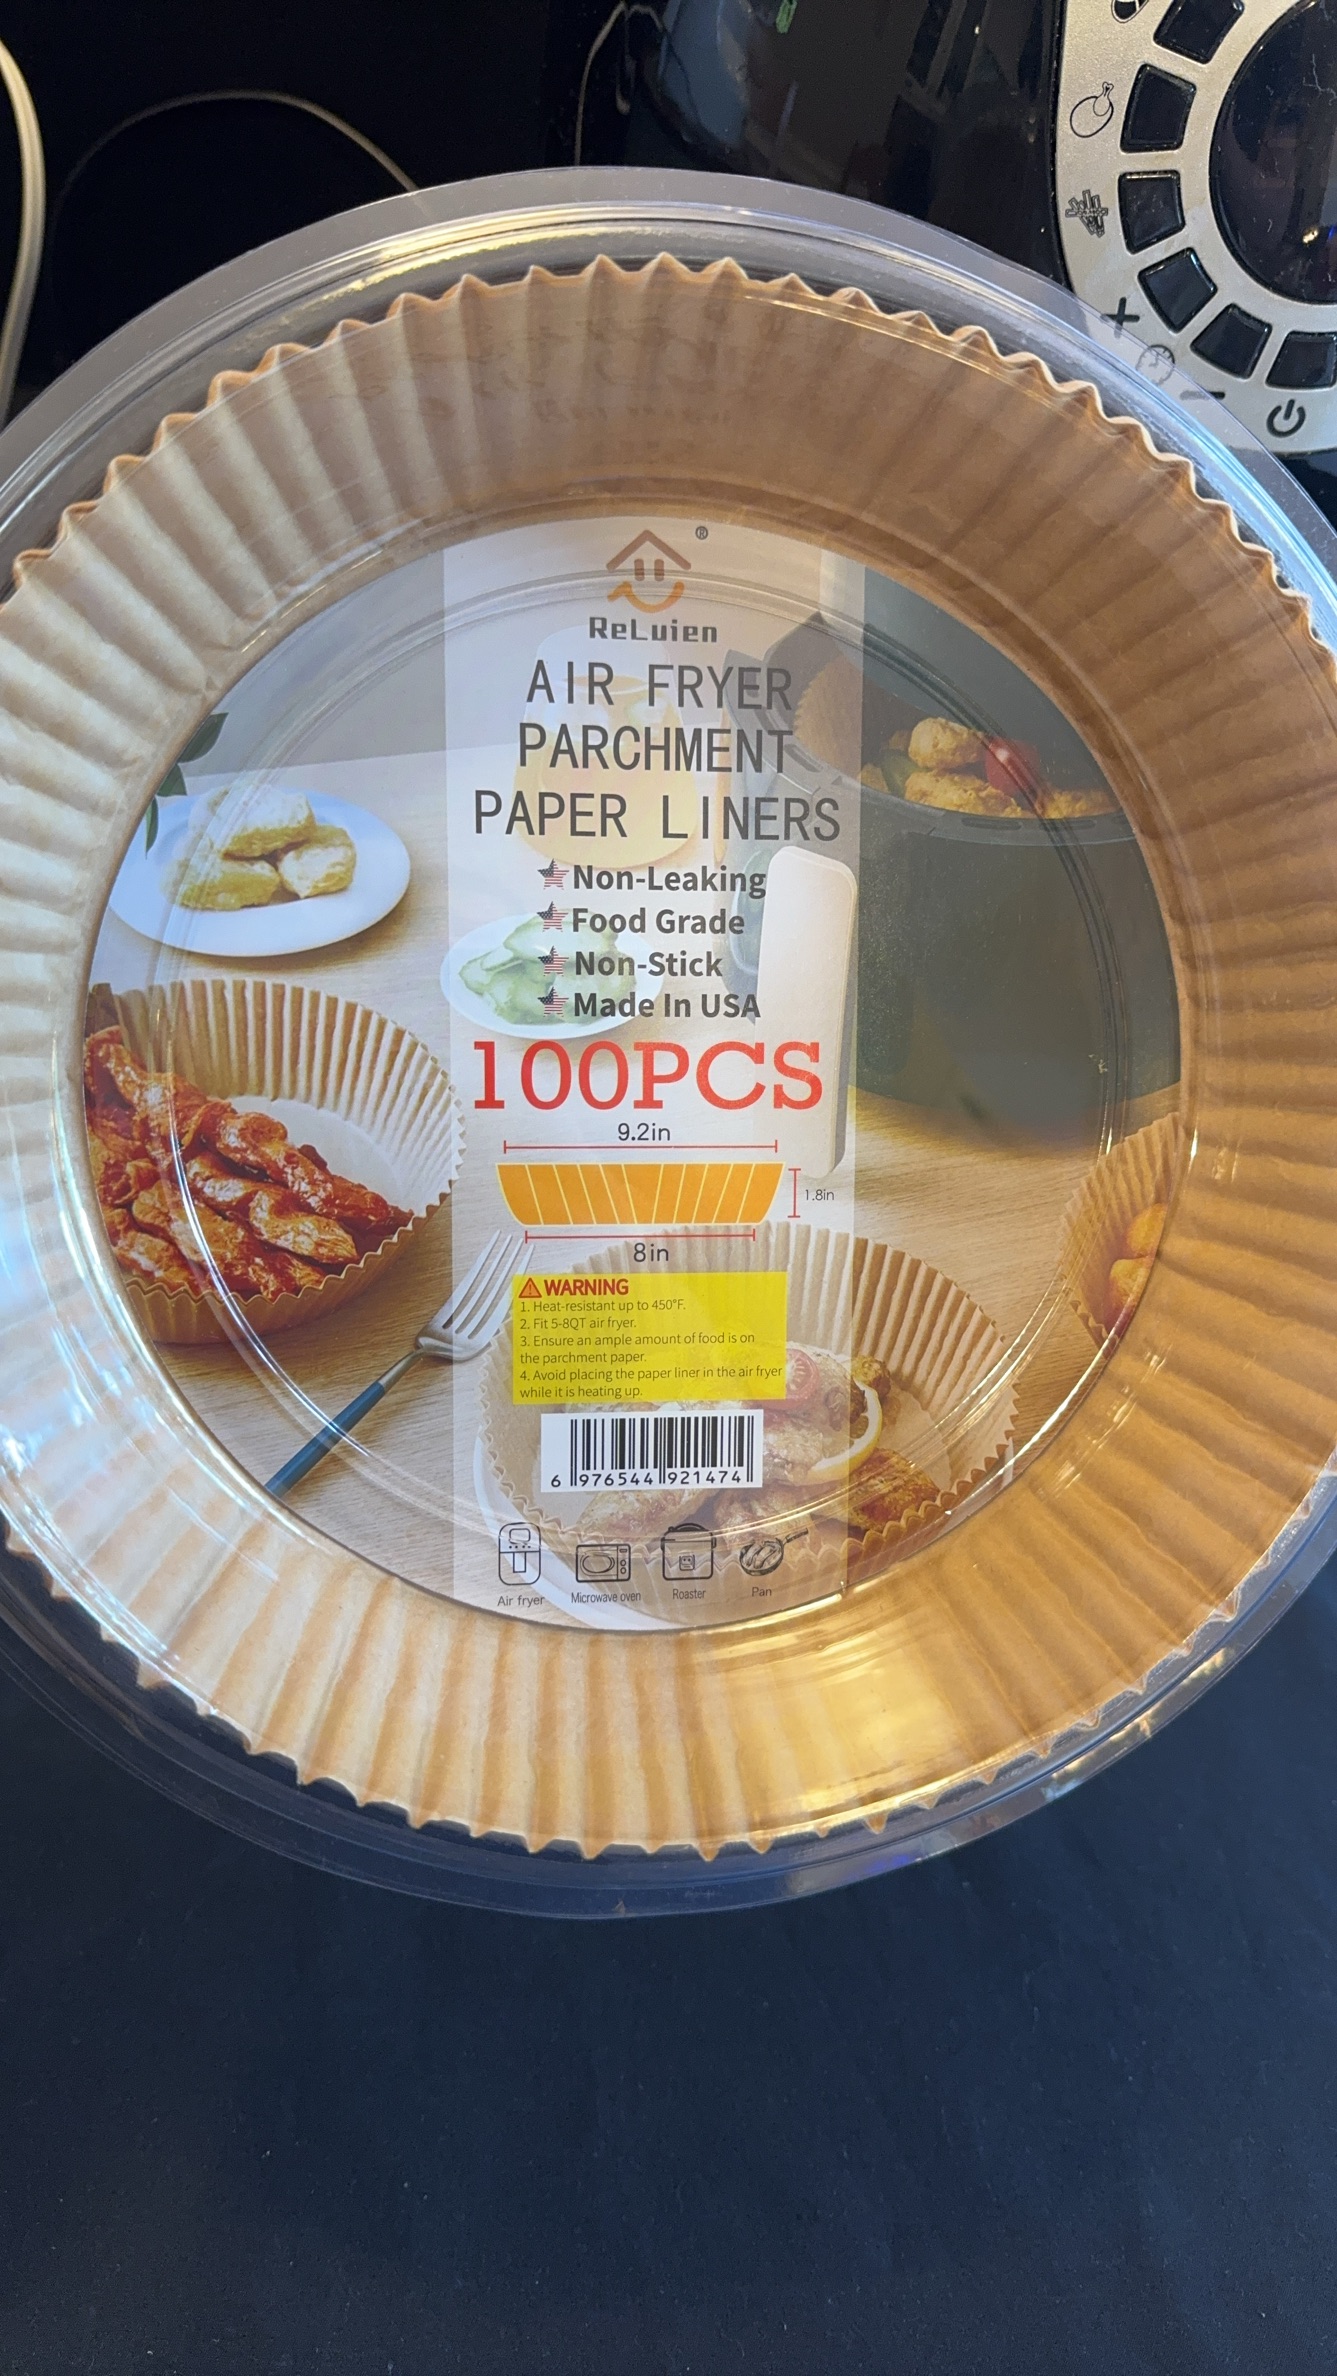 ®
ReLuien
AIR FRYER
PARCHMENT
PAPER LINERS
Non-Leaking
Food Grade
Non-Stick
Made In USA
100PCS
9.2in
1.8in
8in
WARNING
1. Heat-resistant up to 450°F.
2. Fit 5-8QT air fryer.
3. Ensure an ample amount of food is on
the parchment paper.
4. Avoid placing the paper liner in the air fryer
while it is heating up.
6 976544 921474
Air fryer Microwave oven Roaster Pan